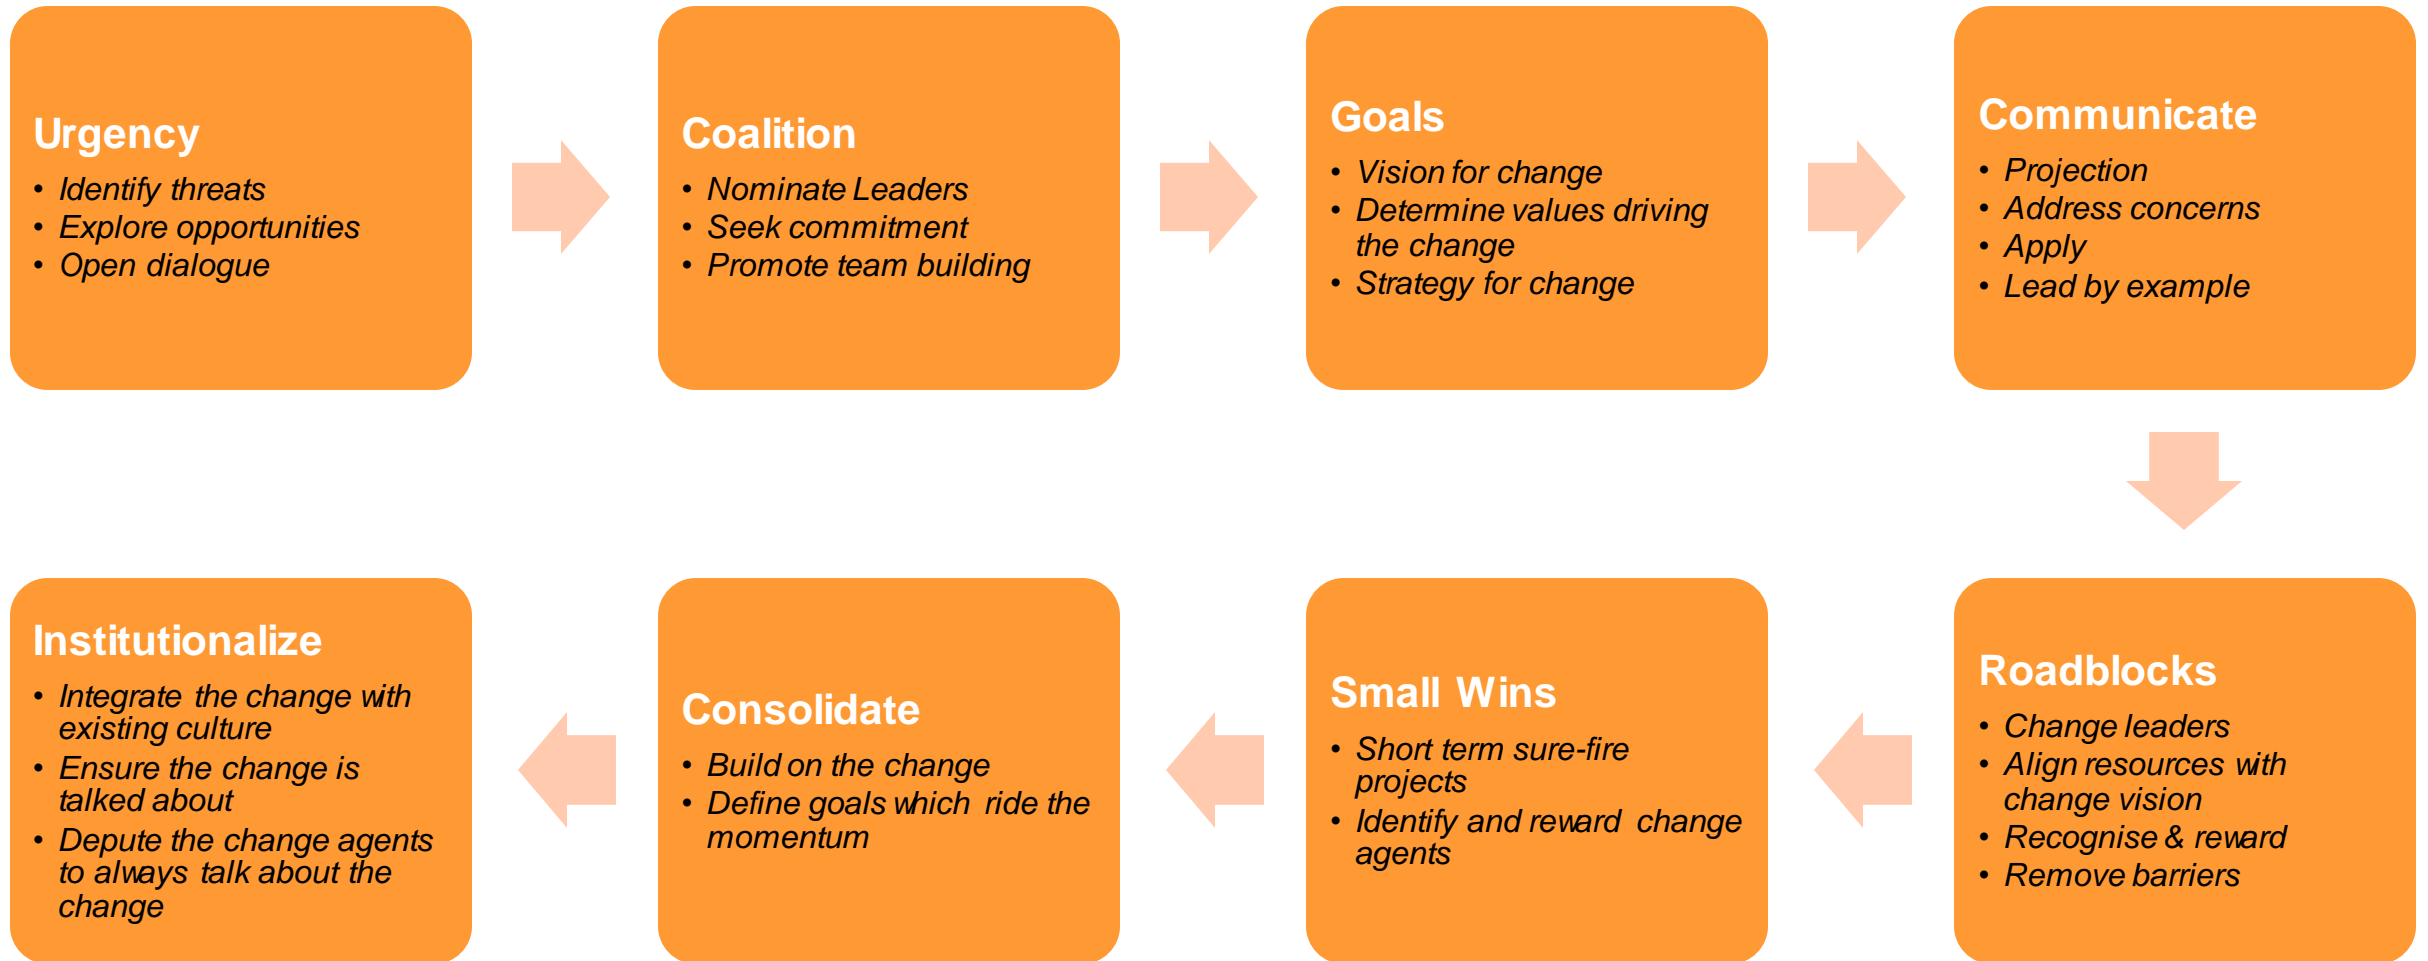 Urgency
• Identify threats
• Explore opportunities
• Open dialogue
Coalition
• Nominate Leaders
• Seek commitment
• Promote team building
Goals
• Vision for change
• Determine values driving
the change
• Strategy for change
Communicate
• Projection
• Address concerns
• Apply
• Lead by example
Roadblocks
• Change leaders
• Align resources with
change vision
• Recognise & reward
• Remove barriers
Small Wins
• Short term sure-fire
projects
• Identify and reward change
agents
Consolidate
• Build on the change
• Define goals which ride the
momentum
Institutionalize
• Integrate the change with
existing culture
• Ensure the change is
talked about
• Depute the change agents
to always talk about the
change